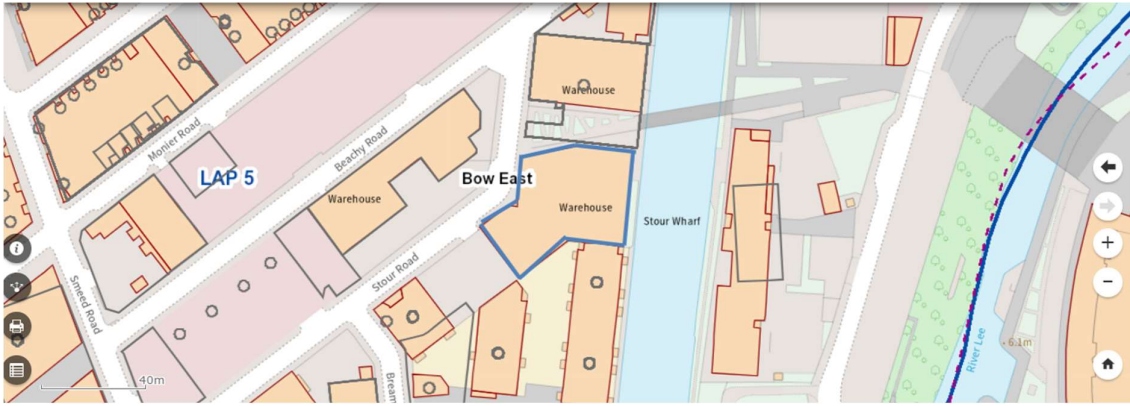 Warehouse
Monier Road
Beachy Road
LAP 5
Bow East
Warehouse
Warehouse
Stour Wharf
Stour Road
Smeed Road
6.1m
River Lee
40m
Bream